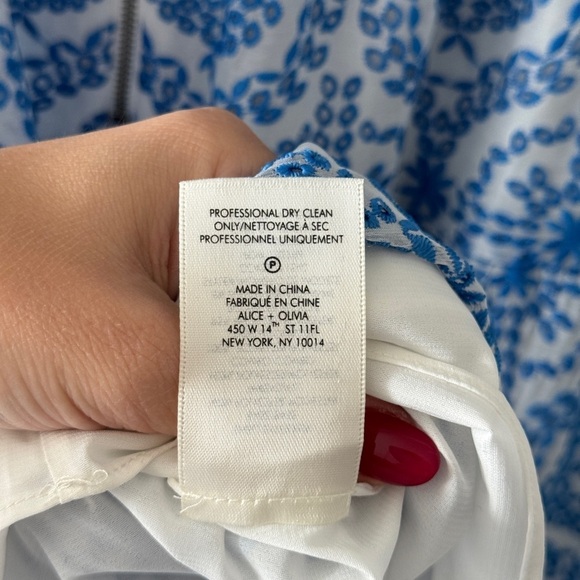 PROFESSIONAL DRY CLEAN
ONLY/NETTOYAGE À SEC
PROFESSIONNEL UNIQUEMENT
P
MADE IN CHINA
FABRIQUÉ EN CHINE
ALICE + OLIVIA
450 W 14TH ST 11FL
NEW YORK, NY 10014